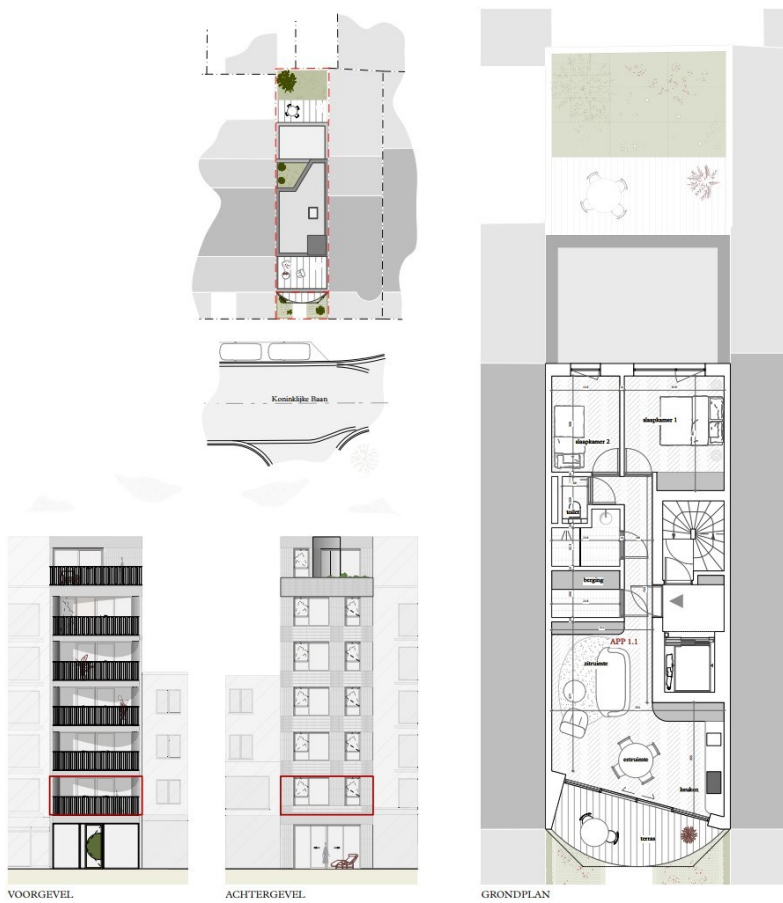 Koninklijke Baan
slaapkamer 1
slaapkamer 2
toilet
berging
APP 1.1
zitruimte
eetruimte
keuken
terras
VOORGEVEL
ACHTERGEVEL
GRONDPLAN